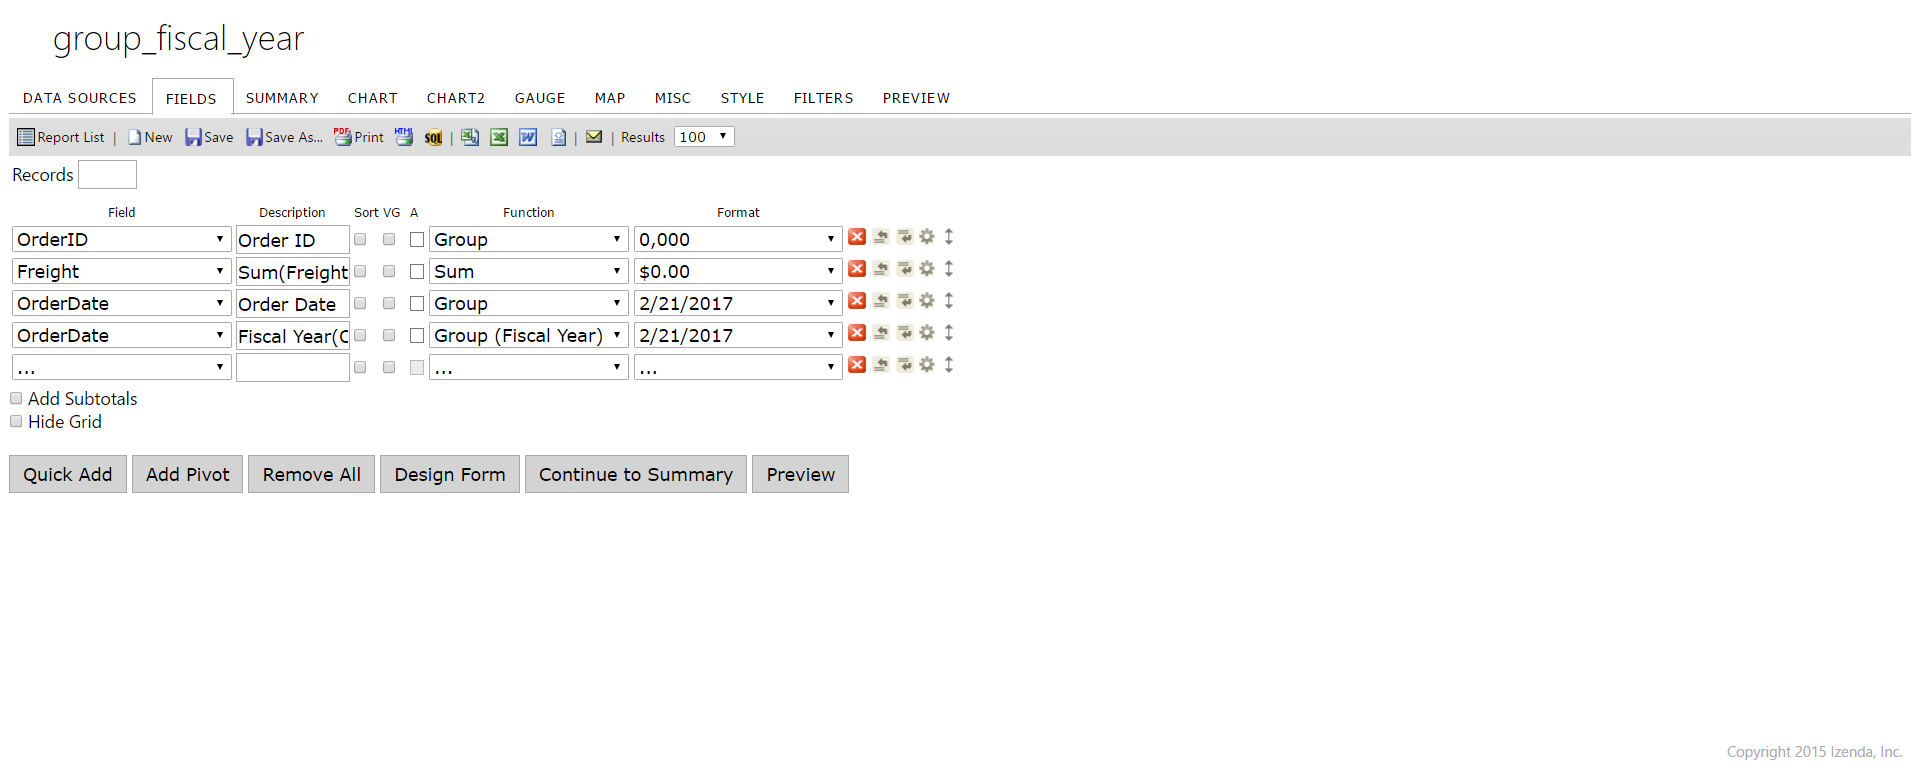 group_fiscal_year
DATA SOURCES FIELDS SUMMARY CHART CHART2 GAUGE MAP MISC STYLE FILTERS PREVIEW
Report List | New Save Save As... PDF Print HTML SQL | | | Results 100
Records
Field Description Sort VG A Function Format
OrderID Order ID Group 0,000
Freight Sum(Freight Sum $0.00
OrderDate Order Date Group 2/21/2017
OrderDate Fiscal Year(O Group (Fiscal Year) 2/21/2017
... ... ...
Add Subtotals
Hide Grid
Quick Add Add Pivot Remove All Design Form Continue to Summary Preview
Copyright 2015 Izenda, Inc.